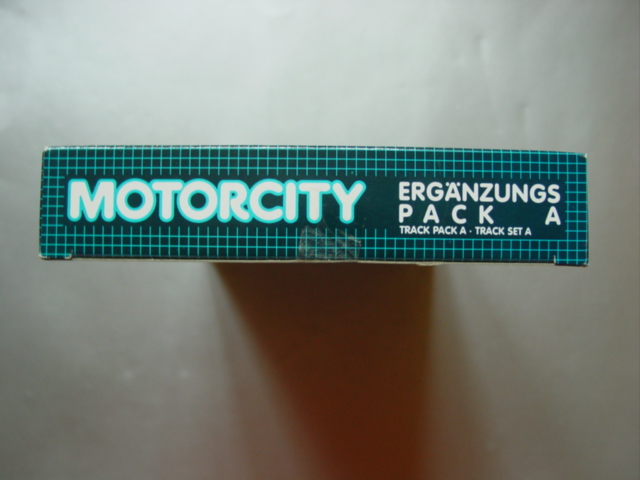 MOTORCITY
ERGÄNZUNGS
PACK A
TRACK PACK A · TRACK SET A